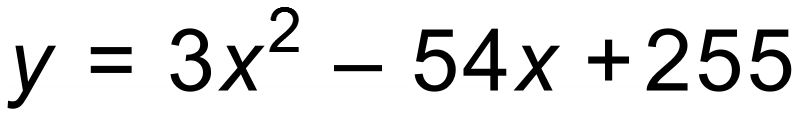 y = 3x² – 54x +255